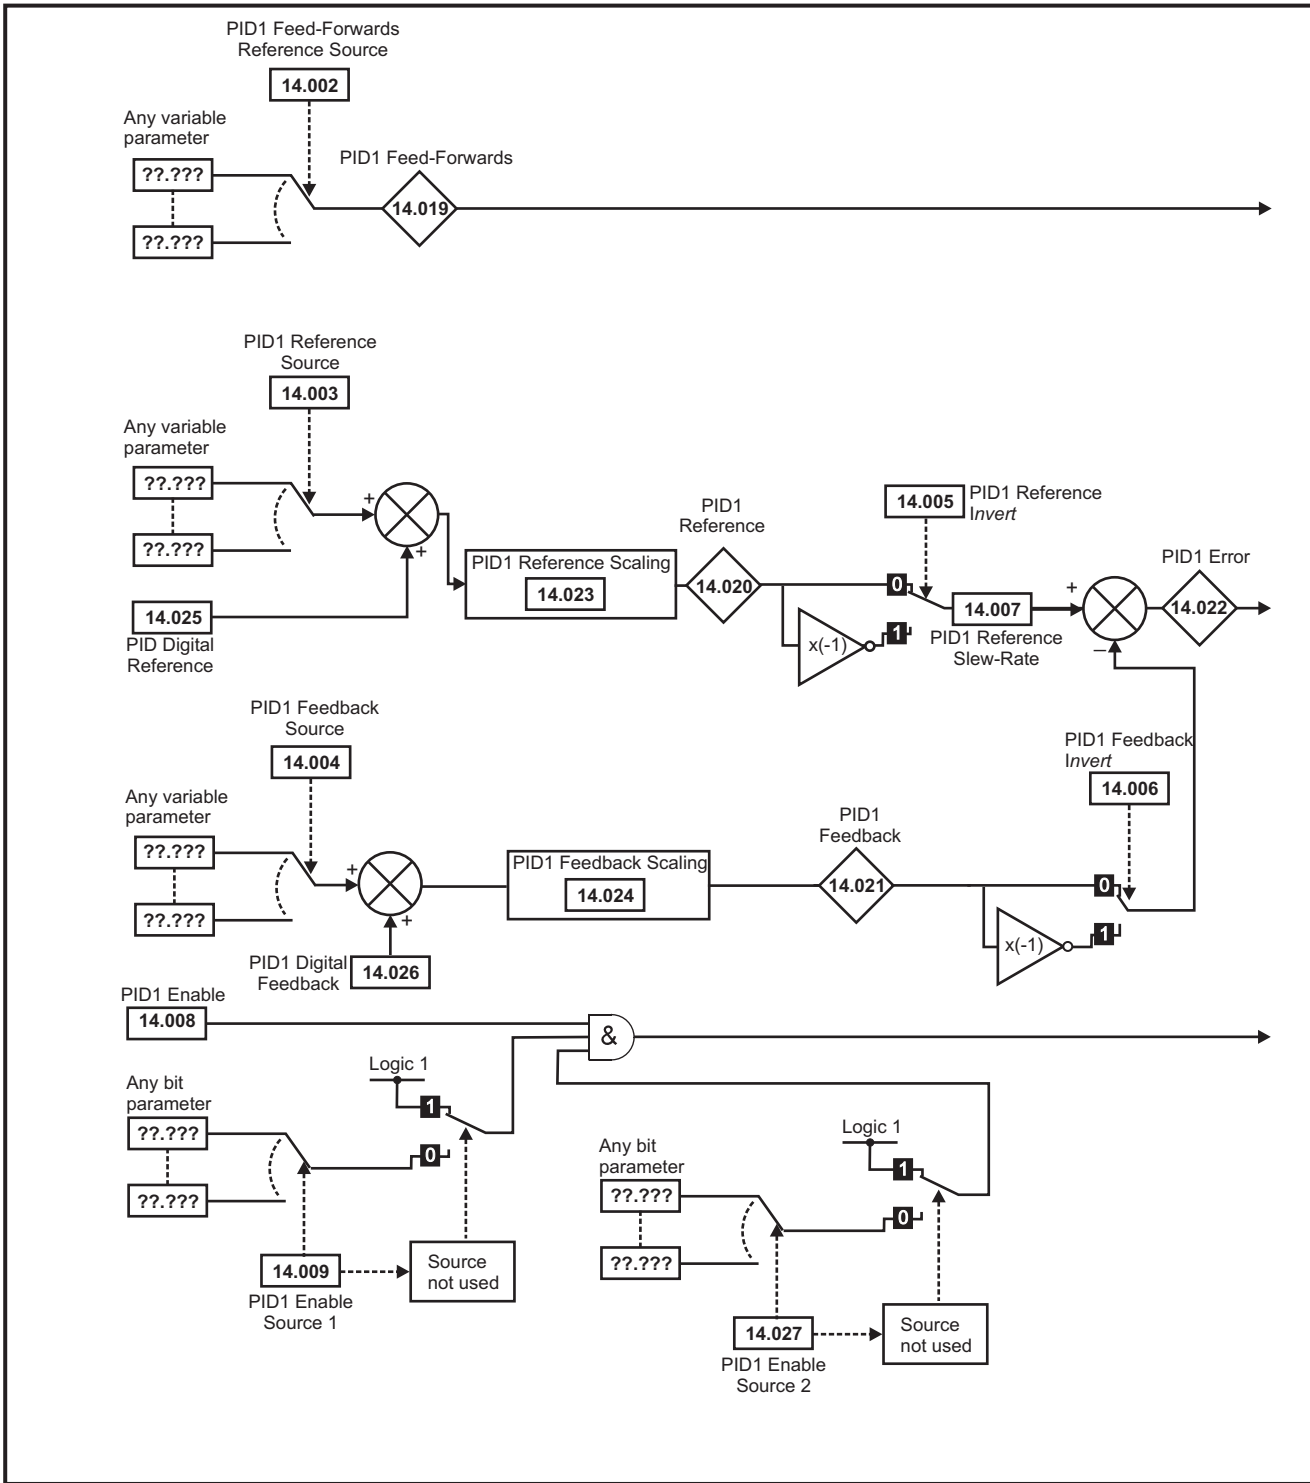 PID1 Feed-Forwards
Reference Source
14.002
Any variable
parameter
??.???
??.???
PID1 Feed-Forwards
14.019
PID1 Reference
Source
14.003
Any variable
parameter
??.???
??.???
+
+
14.025
PID Digital
Reference
PID1 Reference Scaling
14.023
PID1
Reference
14.020
x(-1)
0
1
14.005
PID1 Reference
Invert
14.007
PID1 Reference
Slew-Rate
+
–
PID1 Error
14.022
PID1 Feedback
Source
14.004
Any variable
parameter
??.???
??.???
+
+
PID1 Digital
Feedback
14.026
PID1 Feedback Scaling
14.024
PID1
Feedback
14.021
x(-1)
0
1
PID1 Feedback
Invert
14.006
PID1 Enable
14.008
&
Any bit
parameter
??.???
??.???
Logic 1
1
0
14.009
PID1 Enable
Source 1
Source
not used
Any bit
parameter
??.???
??.???
Logic 1
1
0
14.027
PID1 Enable
Source 2
Source
not used